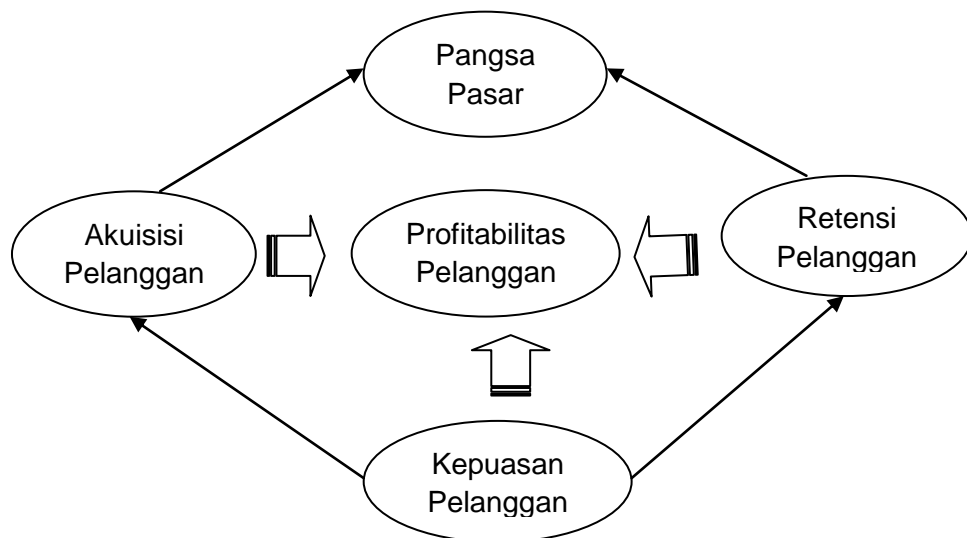 Pangsa
Pasar
Akuisisi
Pelanggan
Profitabilitas
Pelanggan
Retensi
Pelanggan
Kepuasan
Pelanggan